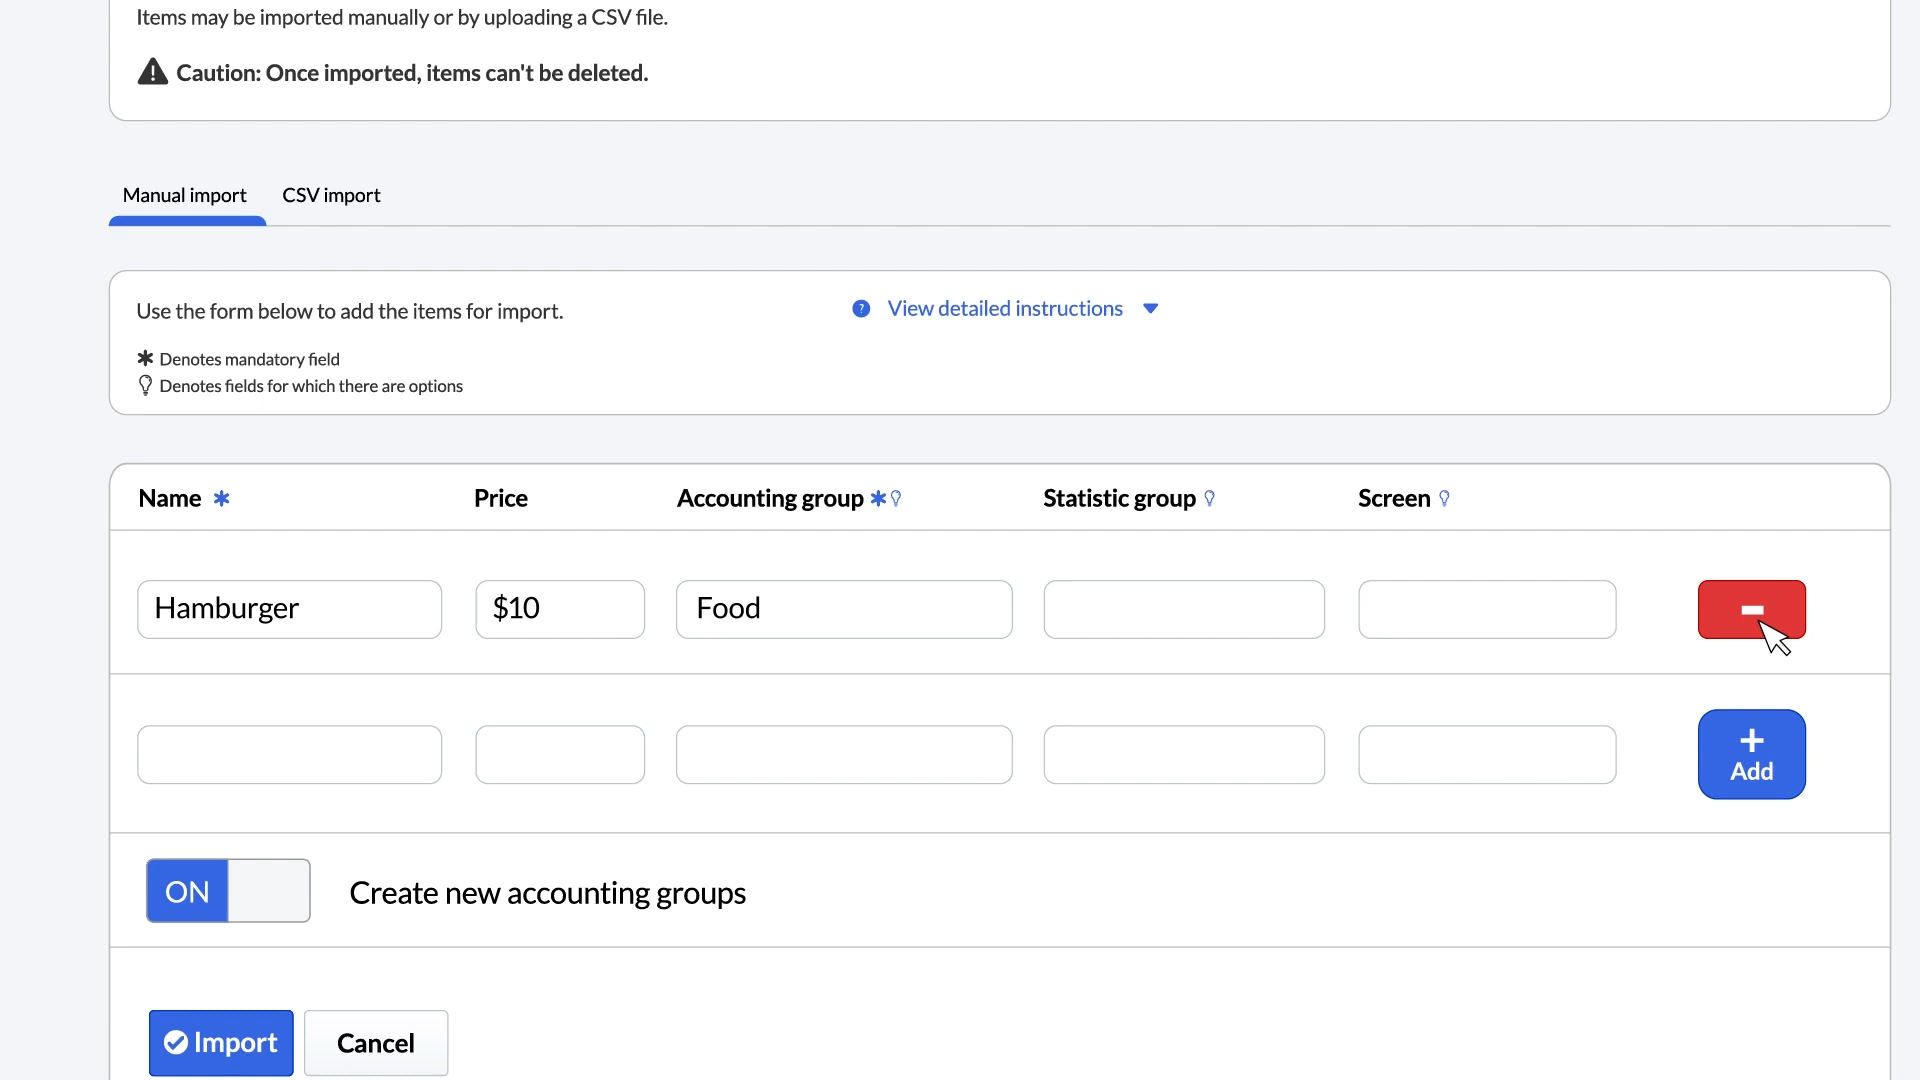 Items may be imported manually or by uploading a CSV file.
Caution: Once imported, items can't be deleted.
Manual import CSV import
Use the form below to add the items for import.
? View detailed instructions
✱ Denotes mandatory field
Denotes fields for which there are options
Name ✱ Price Accounting group ✱ Statistic group Screen
Hamburger $10 Food -
+
Add
ON Create new accounting groups
Import Cancel